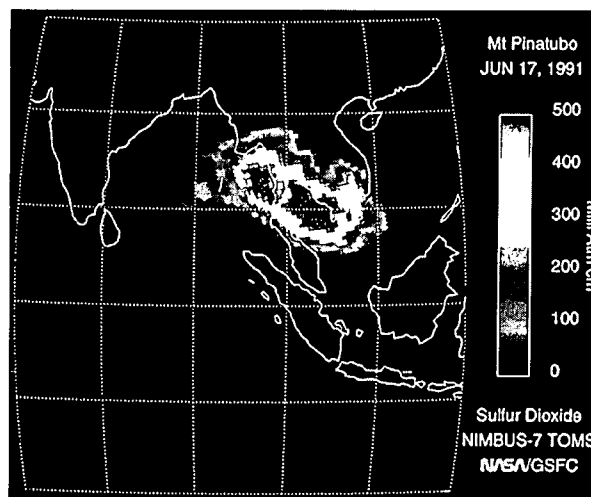 Mt Pinatubo
JUN 17, 1991
500
400
300
200
100
0
Sulfur Dioxide
NIMBUS-7 TOMS
NASA/GSFC